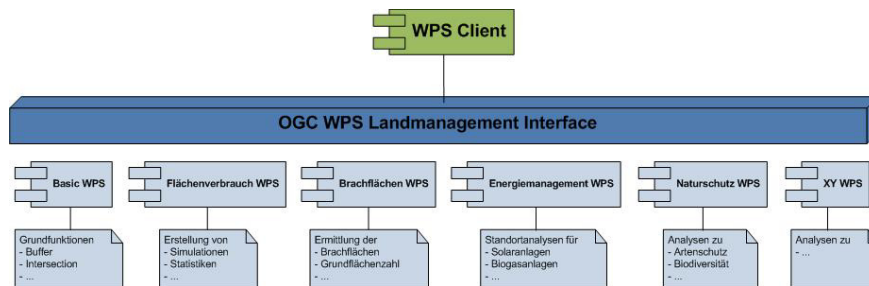 WPS Client
OGC WPS Landmanagement Interface
Basic WPS
Flächenverbrauch WPS
Brachflächen WPS
Energiemanagement WPS
Naturschutz WPS
XY WPS
Grundfunktionen
- Buffer
- Intersection
- ...
Erstellung von
- Simulationen
- Statistiken
- ...
Ermittlung der
- Brachflächen
- Grundflächenzahl
- ...
Standortanalysen für
- Solaranlagen
- Biogasanlagen
- ...
Analysen zu
- Artenschutz
- Biodiversität
- ...
Analysen zu
- ...